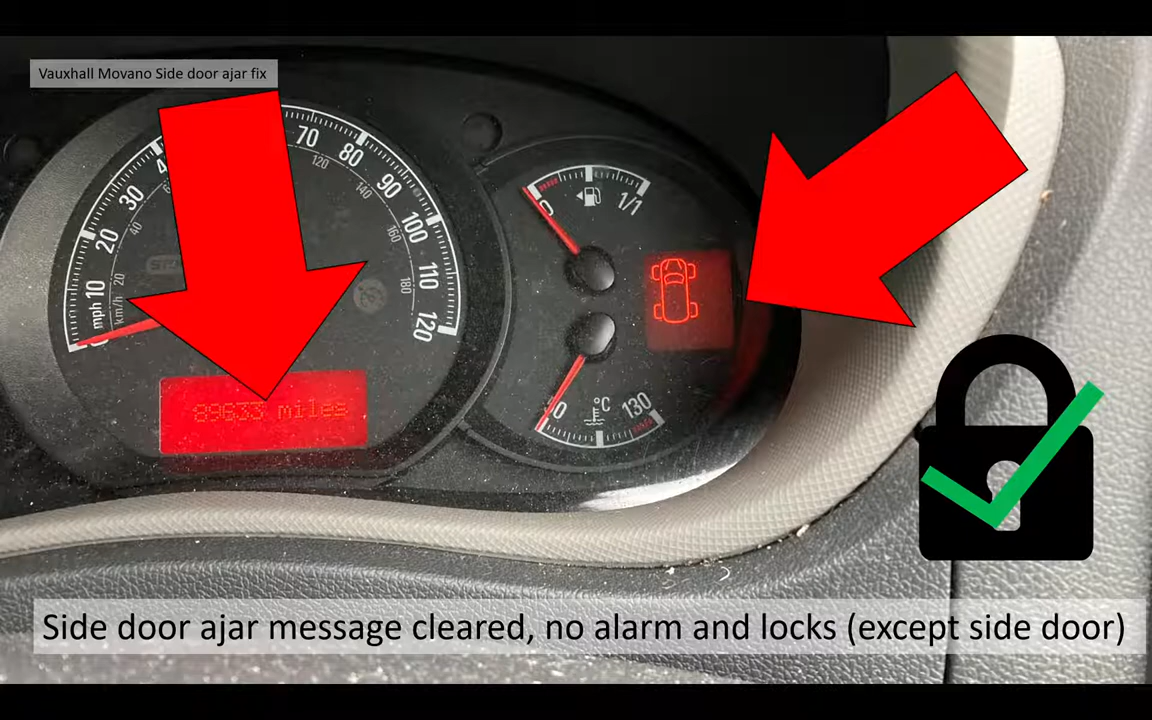 Vauxhall Movano Side door ajar fix
70
80
120
90
140
30
40
100
160
20
1/1
110
180
mph 10
km/h 20
120
0
89633 miles
0
°C
130
Side door ajar message cleared, no alarm and locks (except side door)